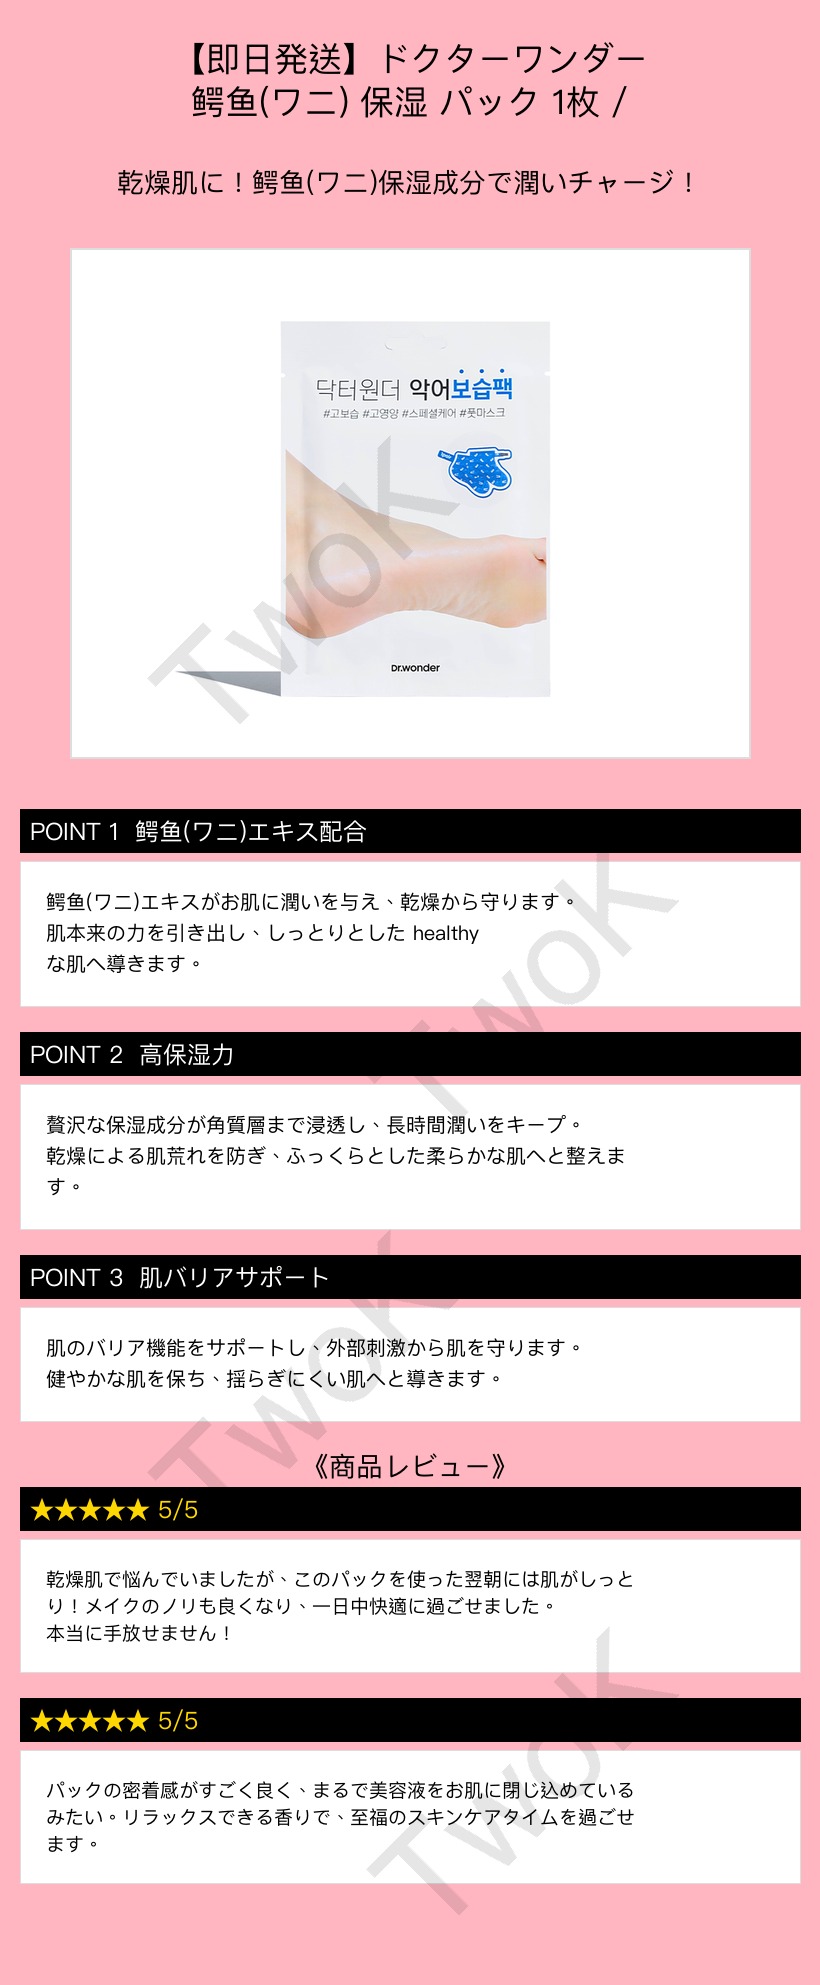 【即日発送】ドクターワンダー
鳄鱼(ワニ) 保湿 パック 1枚 /
乾燥肌に！鳄鱼(ワニ)保湿成分で潤いチャージ！
닥터원더 악어보습팩
#고보습 #고영양 #스페셜케어 #풋마스크
Dr.wonder
TwoK
POINT 1 鳄鱼(ワニ)エキス配合
鳄鱼(ワニ)エキスがお肌に潤いを与え、乾燥から守ります。
肌本来の力を引き出し、しっとりとした healthy
な肌へ導きます。
TwoK
POINT 2 高保湿力
贅沢な保湿成分が角質層まで浸透し、長時間潤いをキープ。
乾燥による肌荒れを防ぎ、ふっくらとした柔らかな肌へと整えま
す。
POINT 3 肌バリアサポート
肌のバリア機能をサポートし、外部刺激から肌を守ります。
健やかな肌を保ち、揺らぎにくい肌へと導きます。
TwoK
《商品レビュー》
★★★★★ 5/5
乾燥肌で悩んでいましたが、このパックを使った翌朝には肌がしっと
り！メイクのノリも良くなり、一日中快適に過ごせました。
本当に手放せません！
★★★★★ 5/5
パックの密着感がすごく良く、まるで美容液をお肌に閉じ込めている
みたい。リラックスできる香りで、至福のスキンケアタイムを過ごせ
ます。
TwoK